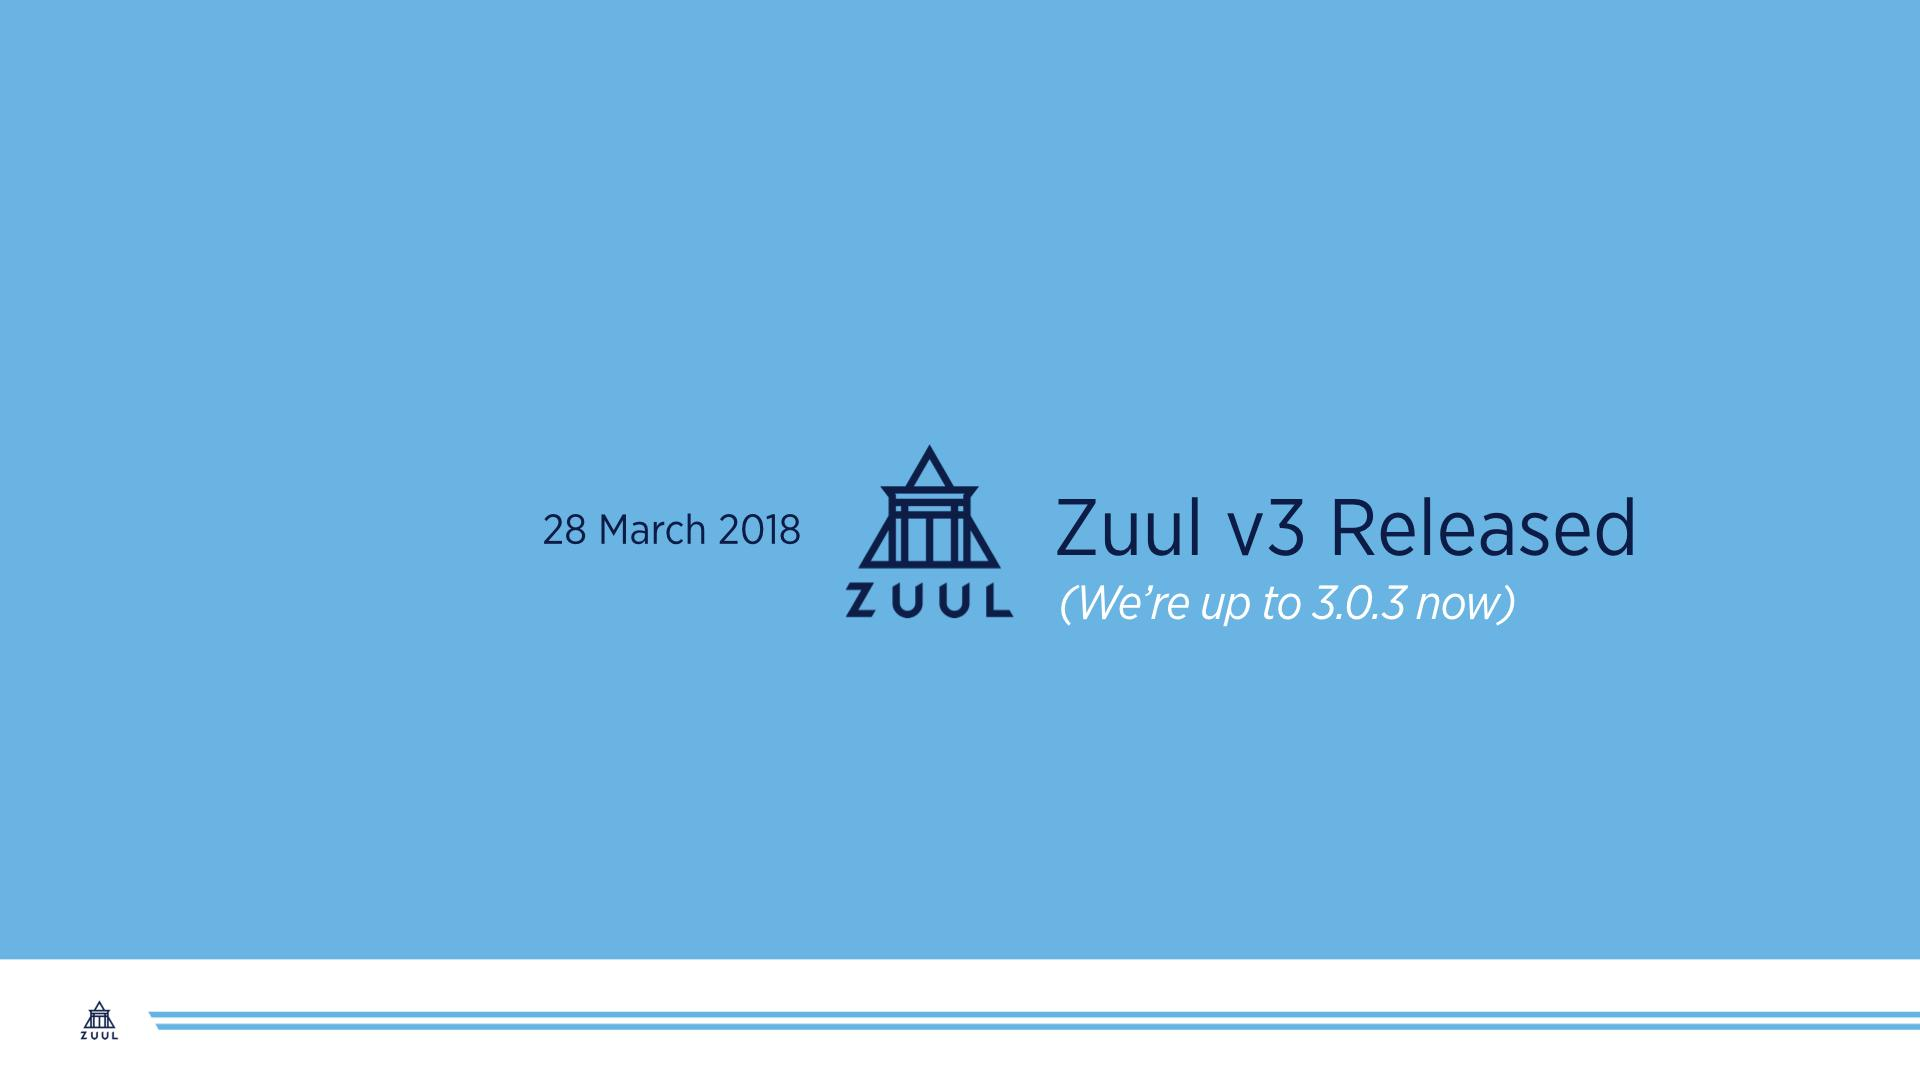 28 March 2018
ZUUL
Zuul v3 Released
(We’re up to 3.0.3 now)
ZUUL